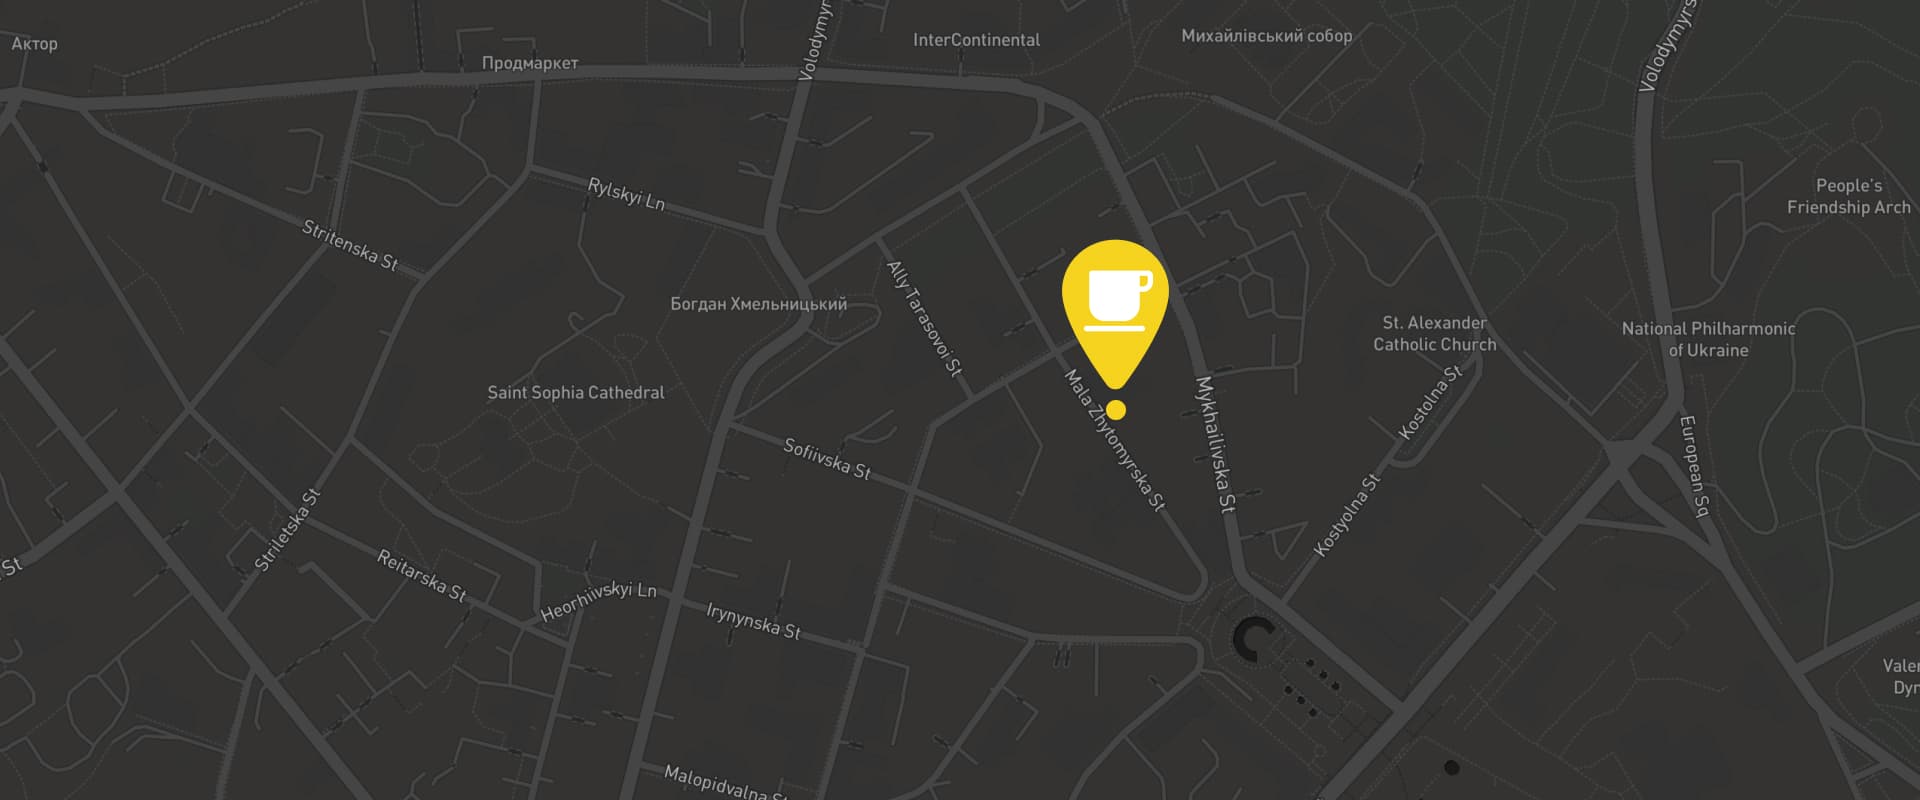 Актор
Продмаркет
Volodymyr
InterContinental
Михайлівський собор
Volodymyrs
People's
Friendship Arch
Rylskyi Ln
Stritenska St
Ally Tarasovoi St
Богдан Хмельницький
St. Alexander
Catholic Church
National Philharmonic
of Ukraine
Saint Sophia Cathedral
Mala Zhytomyrska St
Mykhailivska St
Kostolna St
European Sq
Sofiivska St
Kostyolna St
Striletska St
St
Reitarska St
Heorhiivskyi Ln
Irynynska St
Valer
Dyn
Malopidvalna St